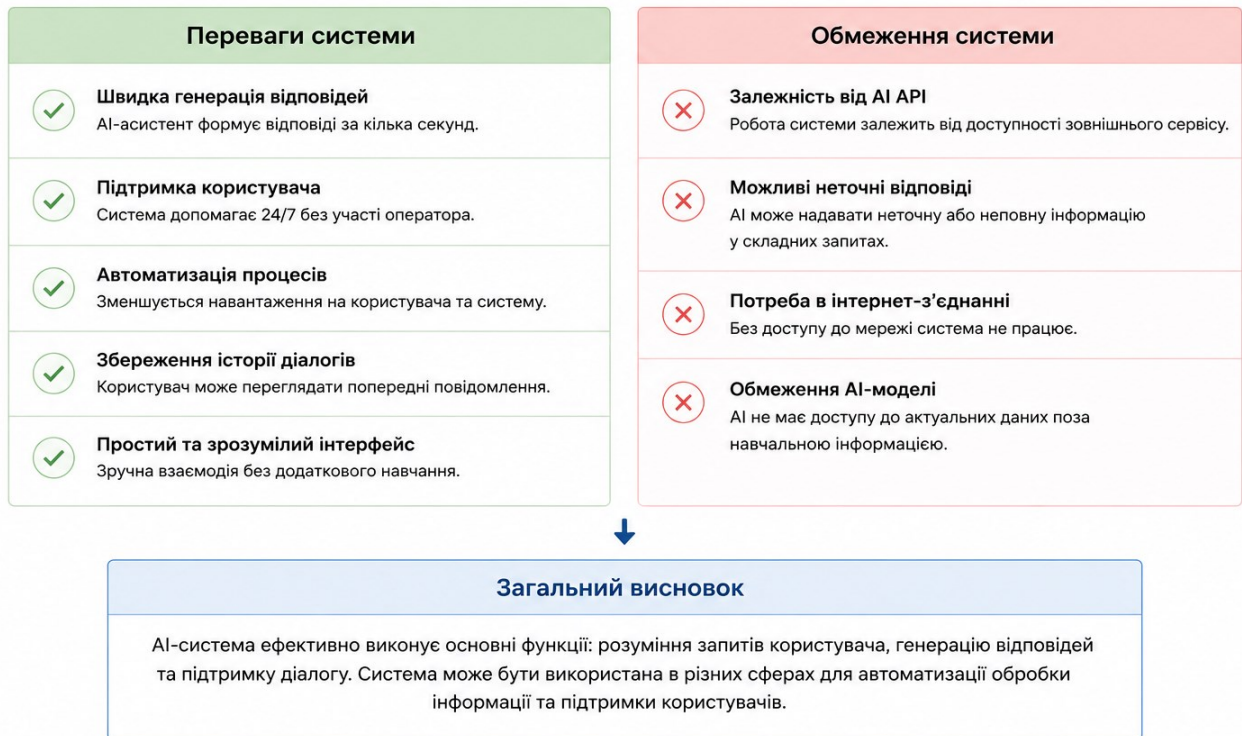 Переваги системи
Швидка генерація відповідей
AI-асистент формує відповіді за кілька секунд.
Підтримка користувача
Система допомагає 24/7 без участі оператора.
Автоматизація процесів
Зменшується навантаження на користувача та систему.
Збереження історії діалогів
Користувач може переглядати попередні повідомлення.
Простий та зрозумілий інтерфейс
Зручна взаємодія без додаткового навчання.
Обмеження системи
Залежність від AI API
Робота системи залежить від доступності зовнішнього сервісу.
Можливі неточні відповіді
AI може надавати неточну або неповну інформацію
у складних запитах.
Потреба в інтернет-з’єднанні
Без доступу до мережі система не працює.
Обмеження AI-моделі
AI не має доступу до актуальних даних поза
навчальною інформацією.
Загальний висновок
AI-система ефективно виконує основні функції: розуміння запитів користувача, генерацію відповідей
та підтримку діалогу. Система може бути використана в різних сферах для автоматизації обробки
інформації та підтримки користувачів.